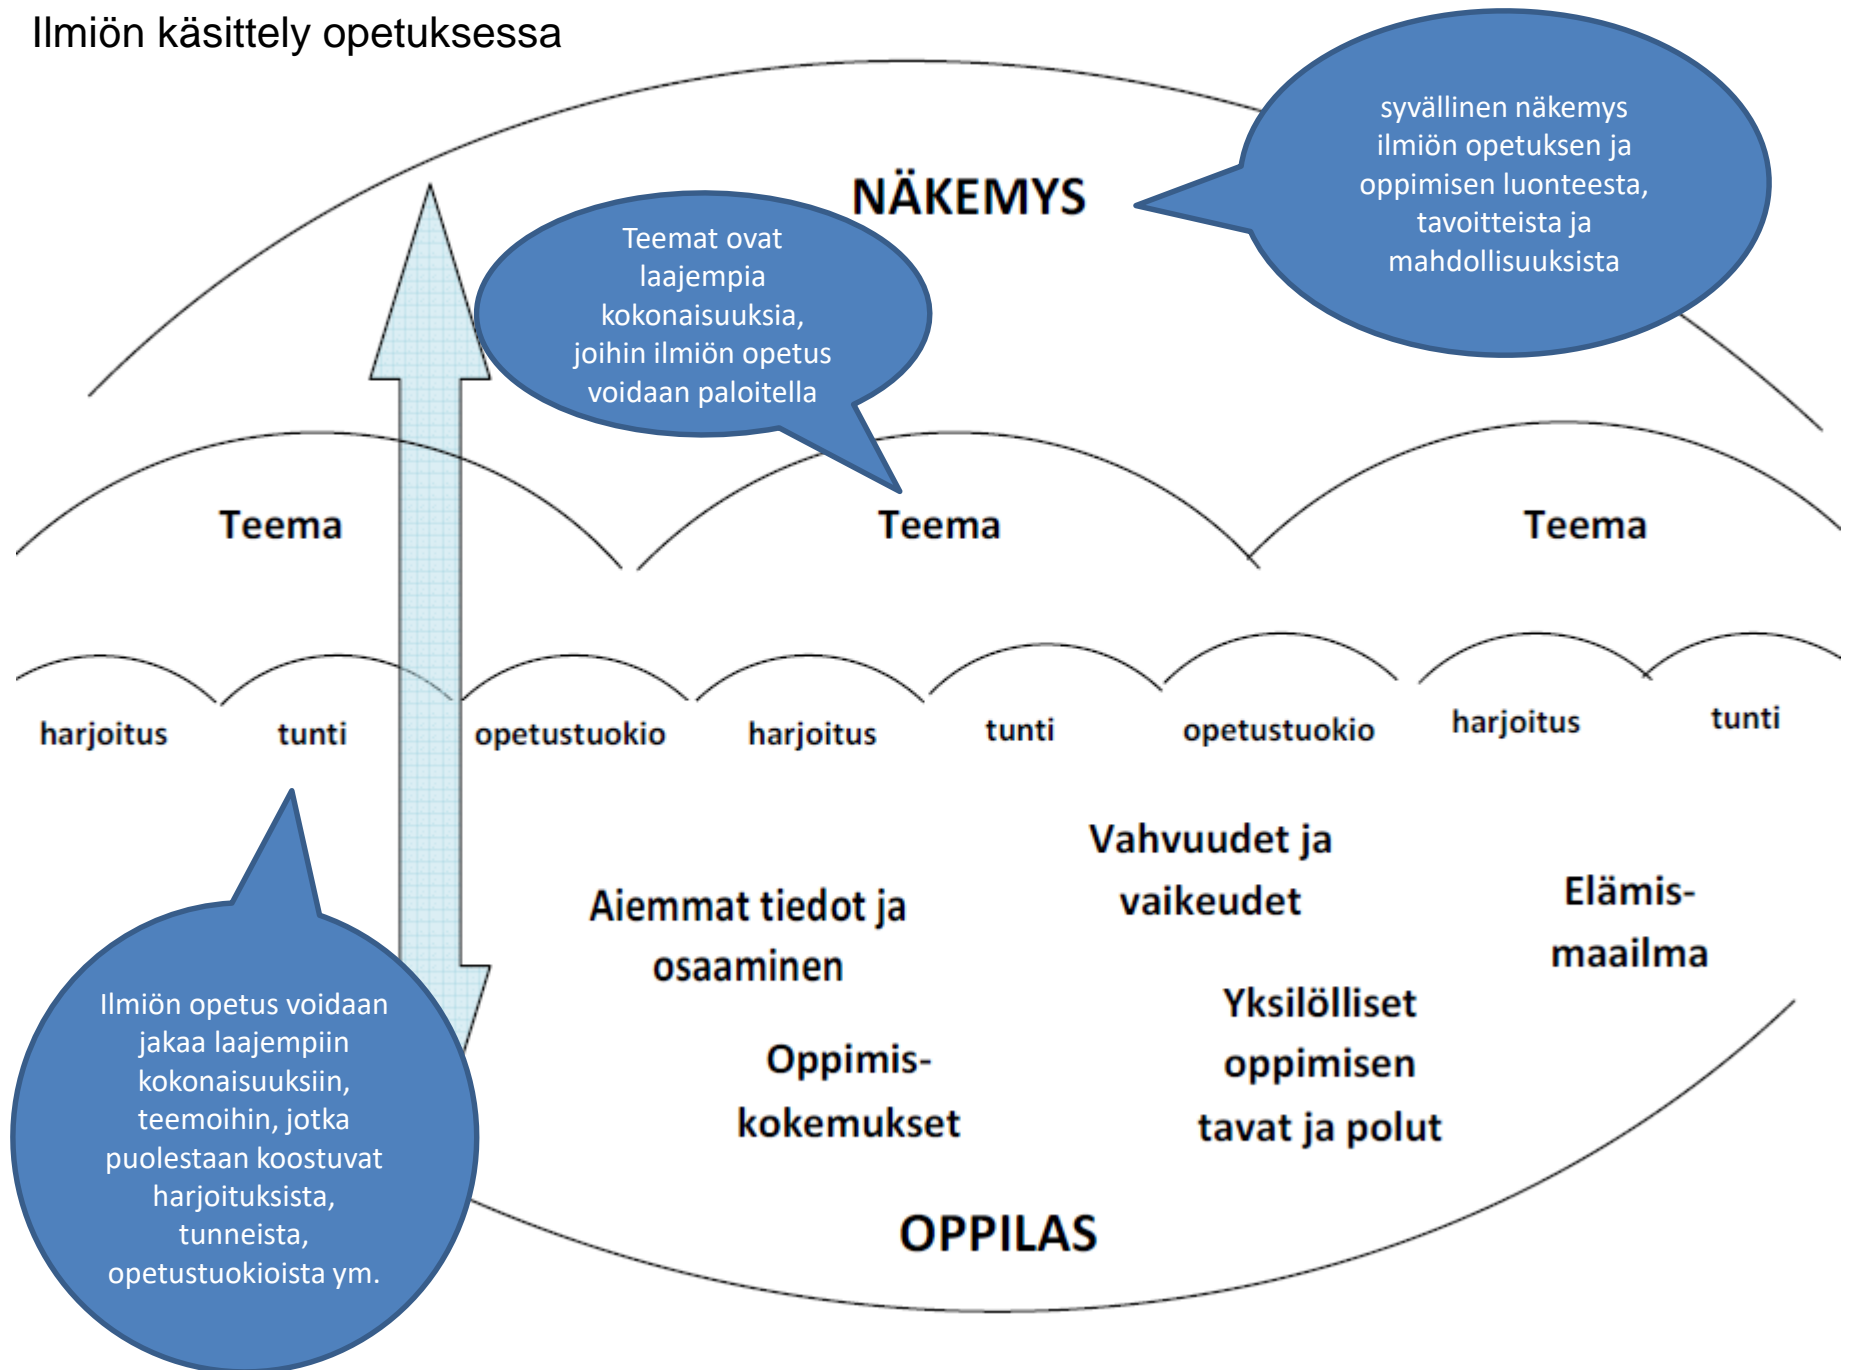 Ilmiön käsittely opetuksessa
syvällinen näkemys
ilmiön opetuksen ja
oppimisen luonteesta,
tavoitteista ja
mahdollisuuksista
NÄKEMYS
Teemat ovat
laajempia
kokonaisuuksia,
joihin ilmiön opetus
voidaan paloitella
Teema
Teema
Teema
harjoitus
tunti
opetustuokio
harjoitus
tunti
opetustuokio
harjoitus
tunti
Vahvuudet ja
vaikeudet
Aiemmat tiedot ja
osaaminen
Elämis-
maailma
Yksilölliset
oppimisen
tavat ja polut
Oppimis-
kokemukset
Ilmiön opetus voidaan
jakaa laajempiin
kokonaisuuksiin,
teemoihin, jotka
puolestaan koostuvat
harjoituksista,
tunneista,
opetustuokioista ym.
OPPILAS